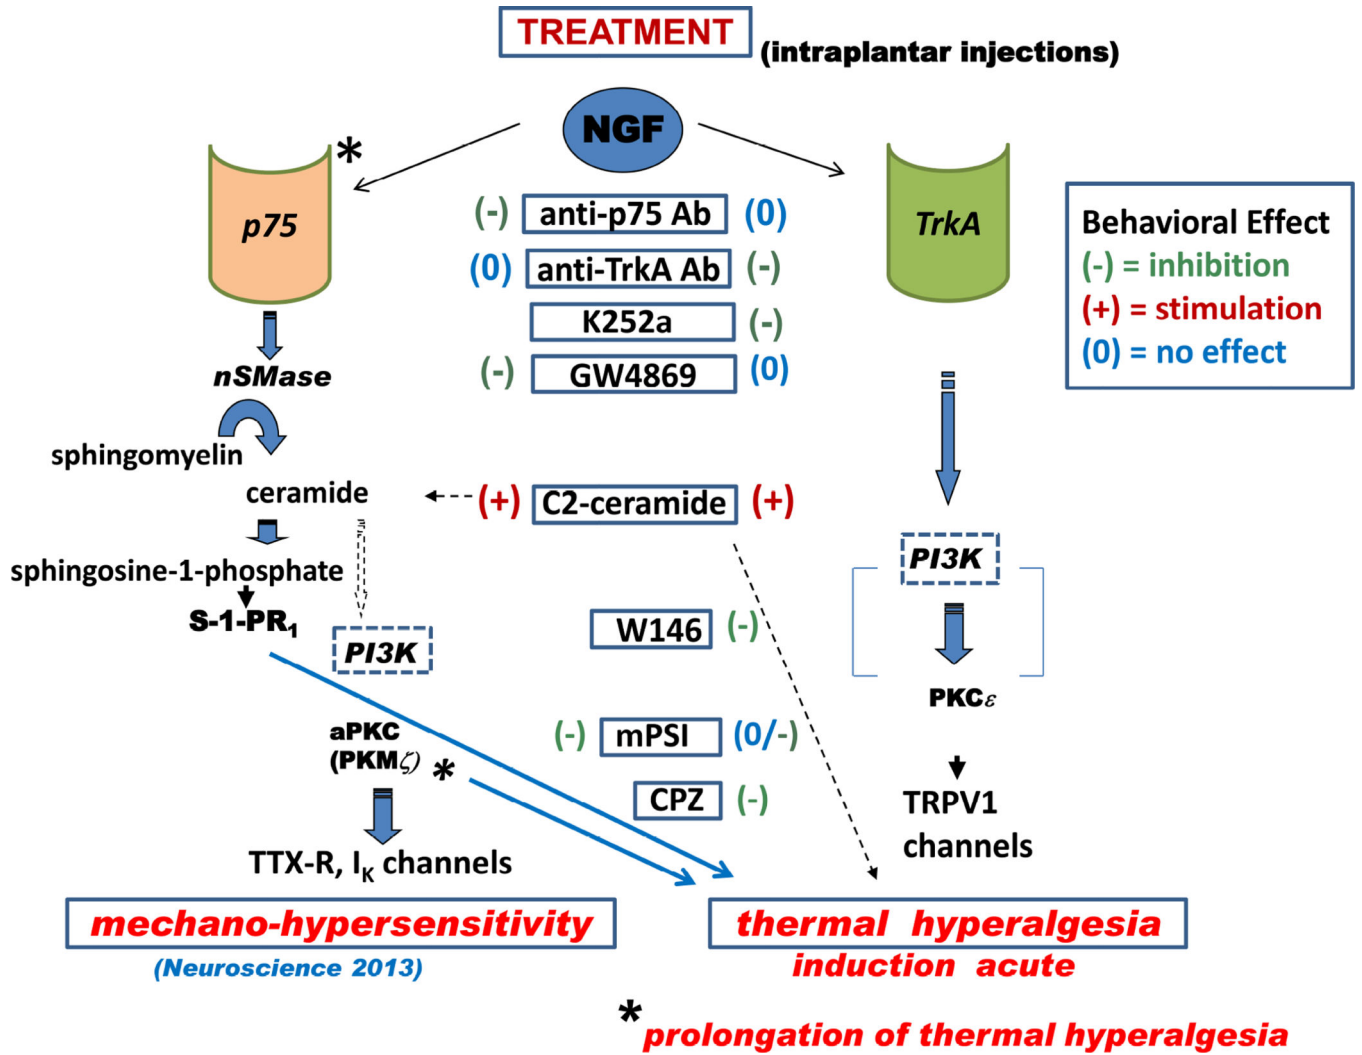 TREATMENT
(intraplantar injections)
NGF
*
p75
TrkA
(-) anti-p75 Ab (0)
(0) anti-TrkA Ab (-)
K252a (-)
(-) GW4869 (0)
Behavioral Effect
(-) = inhibition
(+) = stimulation
(0) = no effect
nSMase
sphingomyelin
ceramide
(+) C2-ceramide (+)
sphingosine-1-phosphate
S-1-PR₁
PI3K
PI3K
W146 (-)
PKCε
aPKC
(PKMζ) *
(-) mPSI (0/-)
CPZ (-)
TRPV1
channels
TTX-R, I_K channels
mechano-hypersensitivity
(Neuroscience 2013)
thermal hyperalgesia
induction acute
* prolongation of thermal hyperalgesia